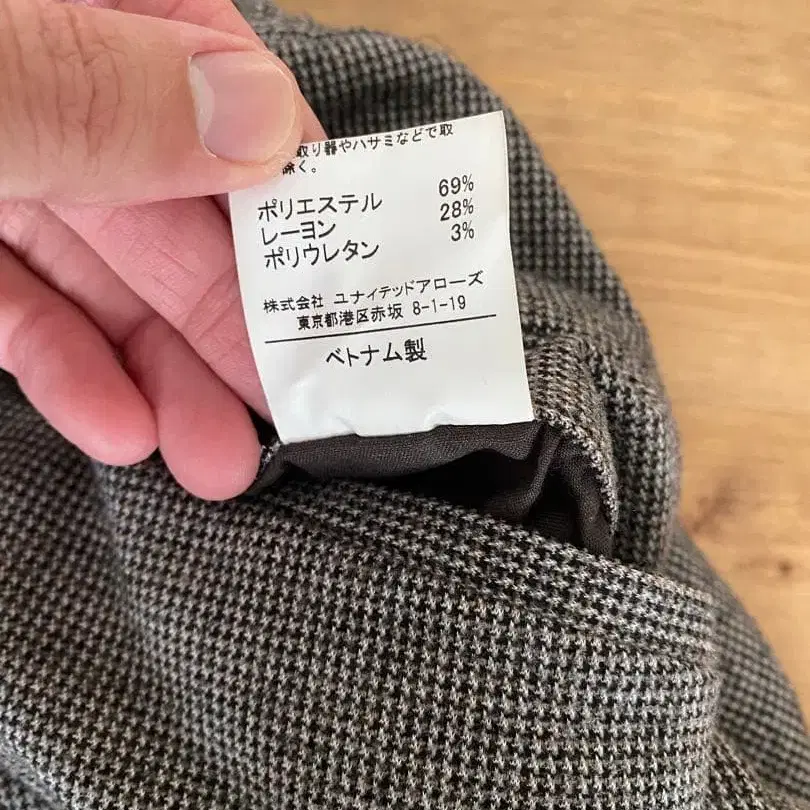 取り器やハサミなどで取
除く。
ポリエステル 69%
レーヨン 28%
ポリウレタン 3%
株式会社 ユナイテッドアローズ
東京都港区赤坂 8-1-19
ベトナム製